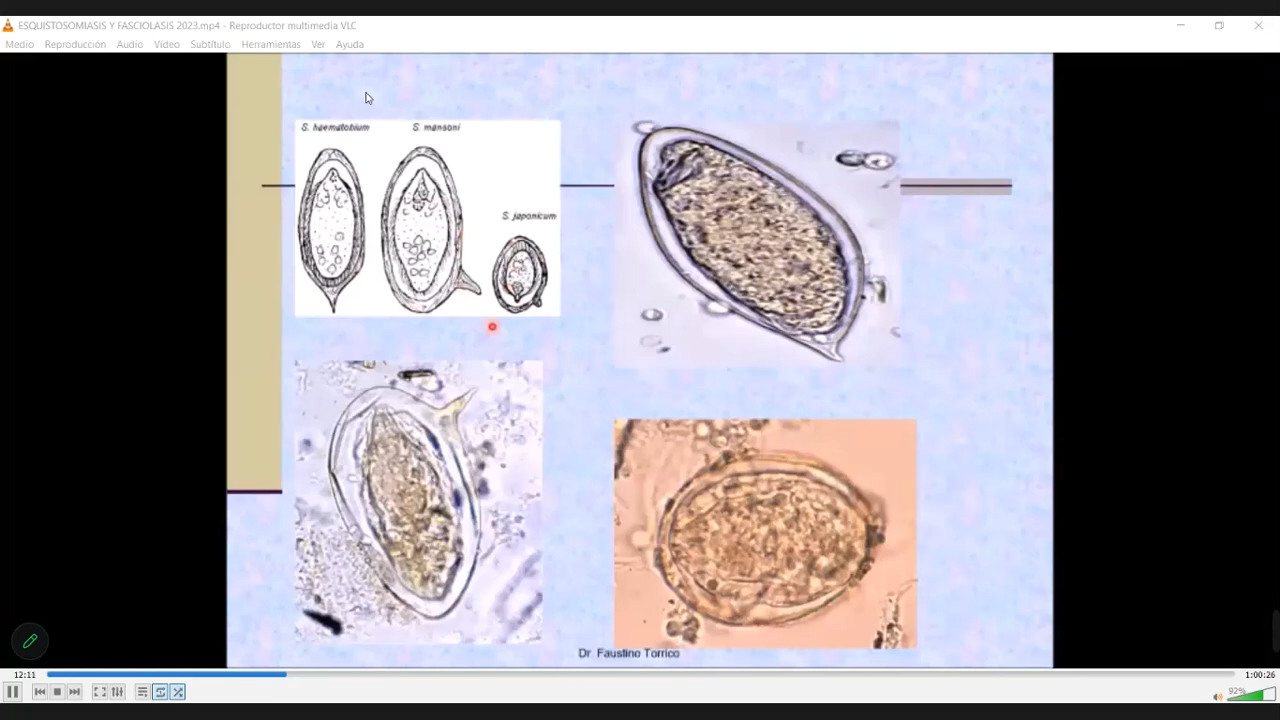 ESQUISTOSOMIASIS Y FASCIOLASIS 2023.mp4 - Reproductor multimedia VLC
Medio Reproducción Audio Vídeo Subtítulo Herramientas Ver Ayuda
S. haematobium S. mansoni
S. japonicum
Dr Faustino Torrico
12:11 1:00:26
92%